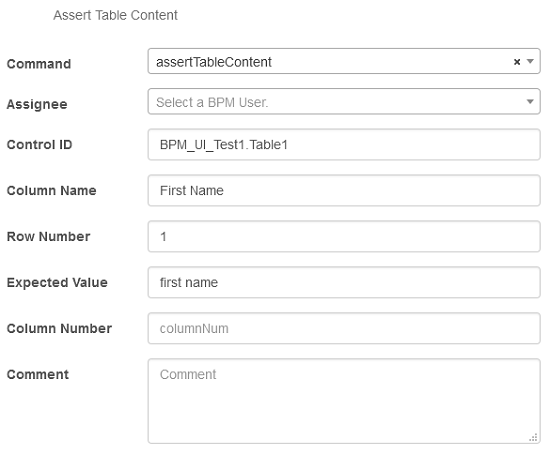 Assert Table Content
Command assertTableContent × 
Assignee Select a BPM User.
Control ID BPM_UI_Test1.Table1
Column Name First Name
Row Number 1
Expected Value first name
Column Number columnNum
Comment Comment